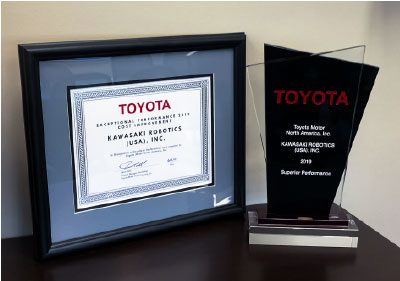 TOYOTA
EXCEPTIONAL PERFORMANCE 2019
COST IMPROVEMENT
KAWASAKI ROBOTICS
(USA), INC.
TOYOTA
Toyota Motor
North America, Inc.
KAWASAKI ROBOTICS
(USA), INC.
2019
Superior Performance